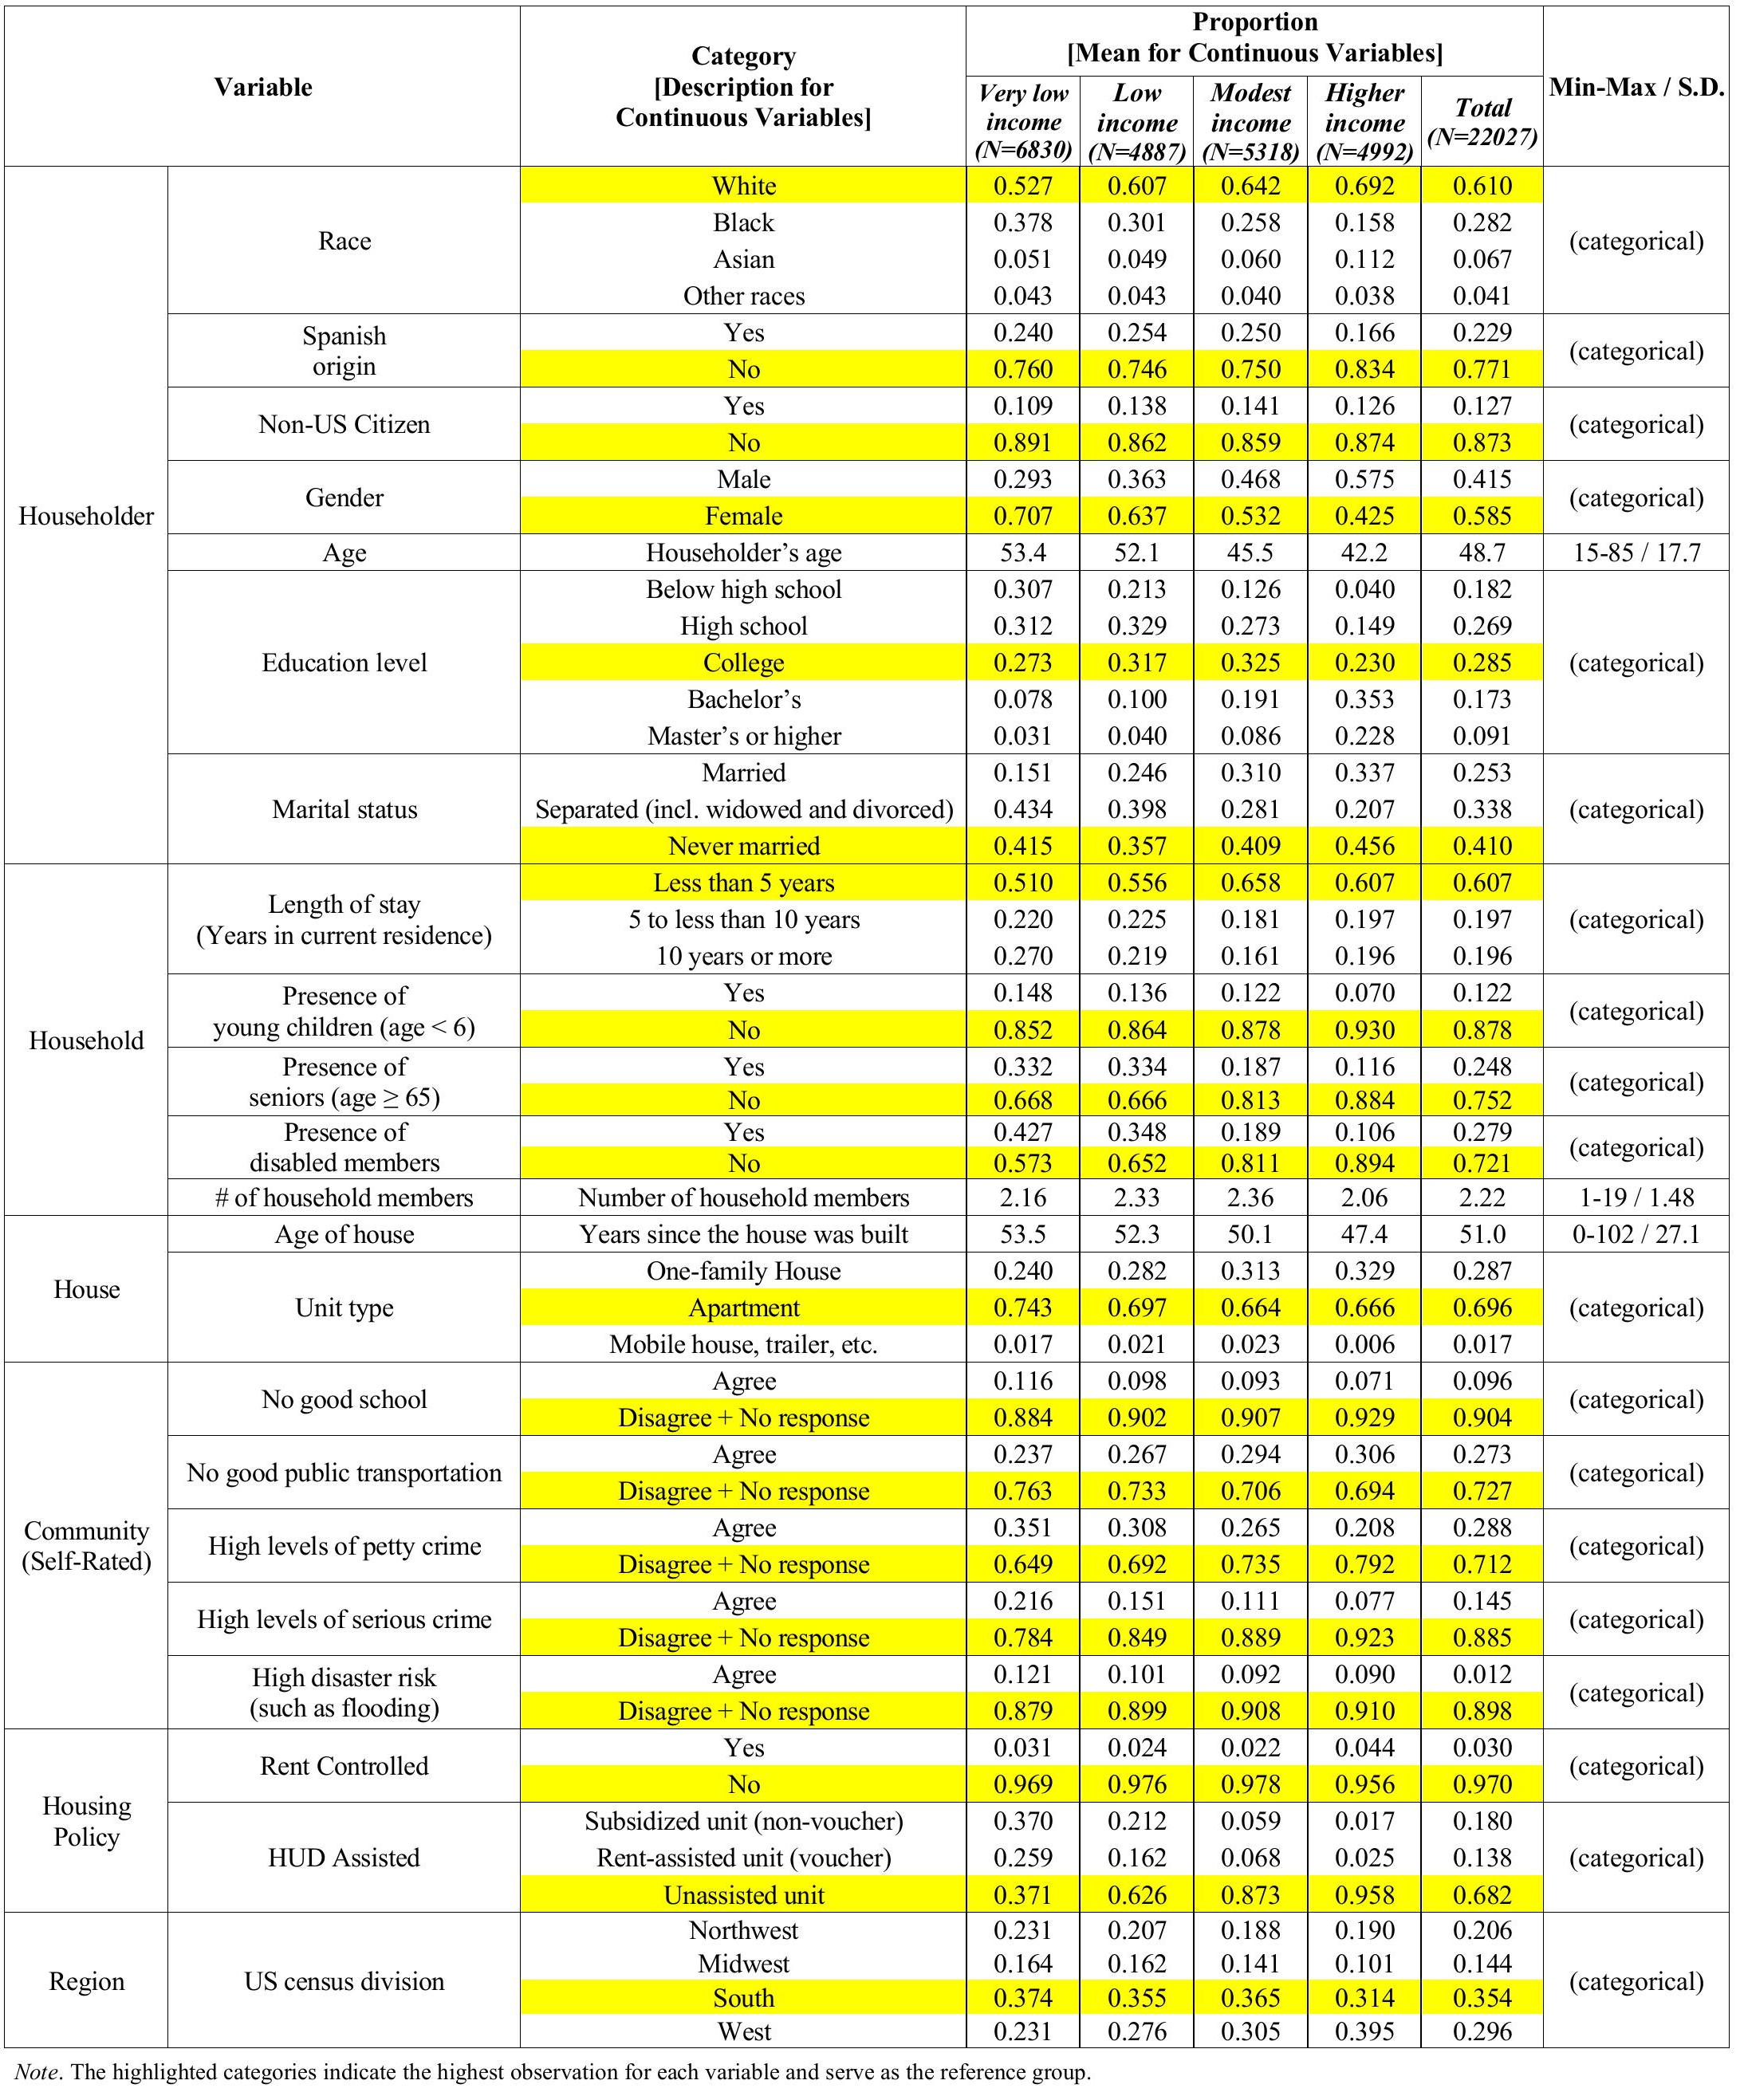 Variable
Category
[Description for
Continuous Variables]
Proportion
[Mean for Continuous Variables]
Min-Max / S.D.
Very low
income
(N=6830)
Low
income
(N=4887)
Modest
income
(N=5318)
Higher
income
(N=4992)
Total
(N=22027)
Householder
Race
White 0.527 0.607 0.642 0.692 0.610
Black 0.378 0.301 0.258 0.158 0.282
Asian 0.051 0.049 0.060 0.112 0.067
Other races 0.043 0.043 0.040 0.038 0.041
(categorical)
Spanish
origin
Yes 0.240 0.254 0.250 0.166 0.229
No 0.760 0.746 0.750 0.834 0.771
(categorical)
Non-US Citizen
Yes 0.109 0.138 0.141 0.126 0.127
No 0.891 0.862 0.859 0.874 0.873
(categorical)
Gender
Male 0.293 0.363 0.468 0.575 0.415
Female 0.707 0.637 0.532 0.425 0.585
(categorical)
Age Householder’s age 53.4 52.1 45.5 42.2 48.7 15-85 / 17.7
Education level
Below high school 0.307 0.213 0.126 0.040 0.182
High school 0.312 0.329 0.273 0.149 0.269
College 0.273 0.317 0.325 0.230 0.285
Bachelor’s 0.078 0.100 0.191 0.353 0.173
Master’s or higher 0.031 0.040 0.086 0.228 0.091
(categorical)
Marital status
Married 0.151 0.246 0.310 0.337 0.253
Separated (incl. widowed and divorced) 0.434 0.398 0.281 0.207 0.338
Never married 0.415 0.357 0.409 0.456 0.410
(categorical)
Household
Length of stay
(Years in current residence)
Less than 5 years 0.510 0.556 0.658 0.607 0.607
5 to less than 10 years 0.220 0.225 0.181 0.197 0.197
10 years or more 0.270 0.219 0.161 0.196 0.196
(categorical)
Presence of
young children (age < 6)
Yes 0.148 0.136 0.122 0.070 0.122
No 0.852 0.864 0.878 0.930 0.878
(categorical)
Presence of
seniors (age ≥ 65)
Yes 0.332 0.334 0.187 0.116 0.248
No 0.668 0.666 0.813 0.884 0.752
(categorical)
Presence of
disabled members
Yes 0.427 0.348 0.189 0.106 0.279
No 0.573 0.652 0.811 0.894 0.721
(categorical)
# of household members Number of household members 2.16 2.33 2.36 2.06 2.22 1-19 / 1.48
House
Age of house Years since the house was built 53.5 52.3 50.1 47.4 51.0 0-102 / 27.1
Unit type
One-family House 0.240 0.282 0.313 0.329 0.287
Apartment 0.743 0.697 0.664 0.666 0.696
Mobile house, trailer, etc. 0.017 0.021 0.023 0.006 0.017
(categorical)
Community
(Self-Rated)
No good school
Agree 0.116 0.098 0.093 0.071 0.096
Disagree + No response 0.884 0.902 0.907 0.929 0.904
(categorical)
No good public transportation
Agree 0.237 0.267 0.294 0.306 0.273
Disagree + No response 0.763 0.733 0.706 0.694 0.727
(categorical)
High levels of petty crime
Agree 0.351 0.308 0.265 0.208 0.288
Disagree + No response 0.649 0.692 0.735 0.792 0.712
(categorical)
High levels of serious crime
Agree 0.216 0.151 0.111 0.077 0.145
Disagree + No response 0.784 0.849 0.889 0.923 0.885
(categorical)
High disaster risk
(such as flooding)
Agree 0.121 0.101 0.092 0.090 0.012
Disagree + No response 0.879 0.899 0.908 0.910 0.898
(categorical)
Housing
Policy
Rent Controlled
Yes 0.031 0.024 0.022 0.044 0.030
No 0.969 0.976 0.978 0.956 0.970
(categorical)
HUD Assisted
Subsidized unit (non-voucher) 0.370 0.212 0.059 0.017 0.180
Rent-assisted unit (voucher) 0.259 0.162 0.068 0.025 0.138
Unassisted unit 0.371 0.626 0.873 0.958 0.682
(categorical)
Region
US census division
Northwest 0.231 0.207 0.188 0.190 0.206
Midwest 0.164 0.162 0.141 0.101 0.144
South 0.374 0.355 0.365 0.314 0.354
West 0.231 0.276 0.305 0.395 0.296
(categorical)
Note. The highlighted categories indicate the highest observation for each variable and serve as the reference group.